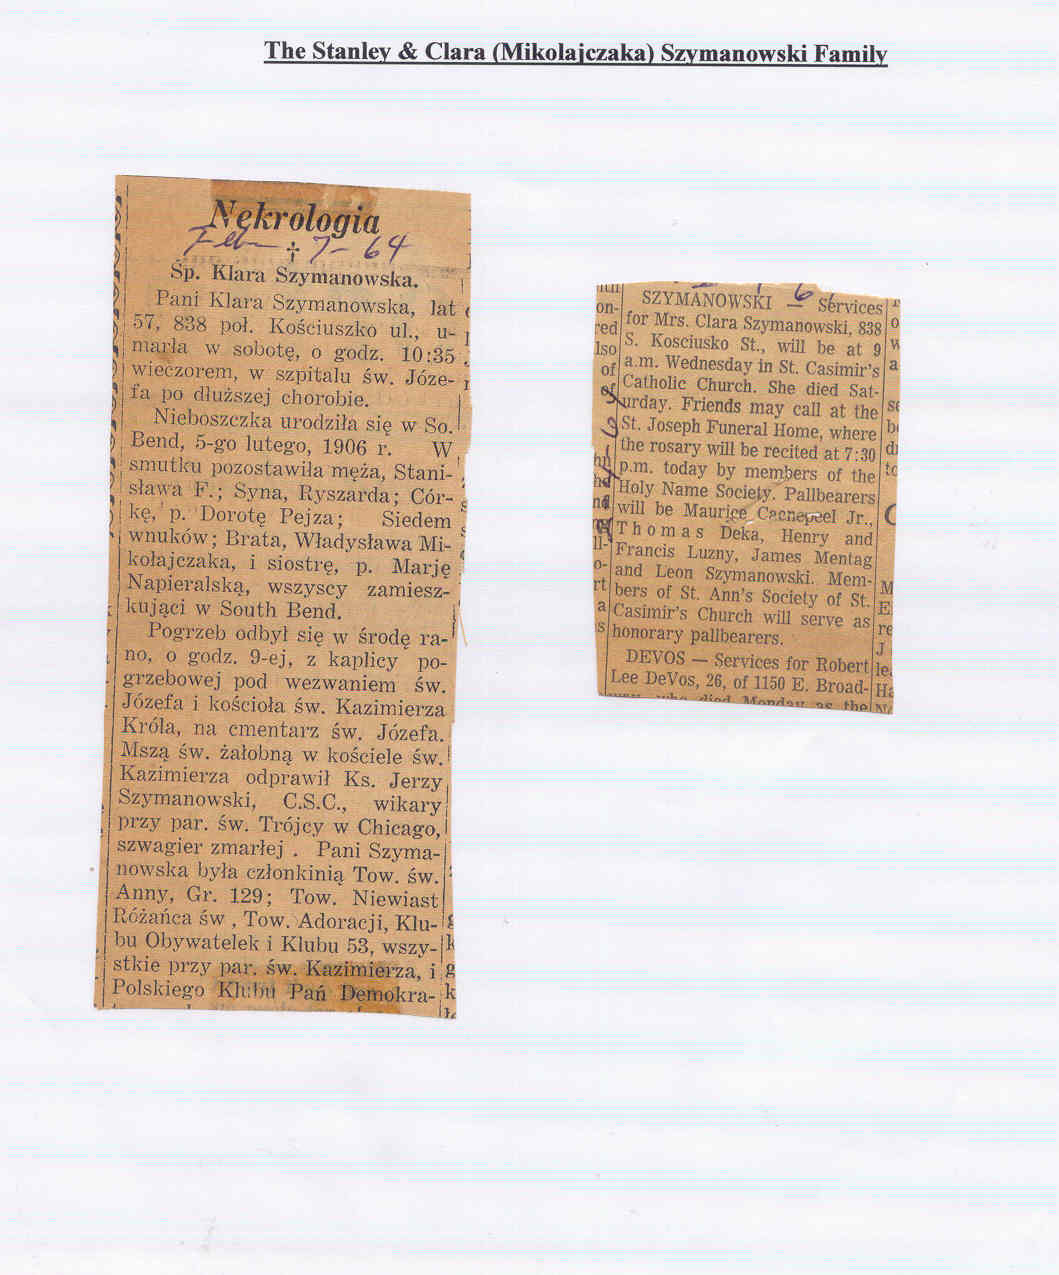 The Stanley & Clara (Mikolajczaka) Szymanowski Family
Nekrologia
Feb 7-64
†
Śp. Klara Szymanowska.
Pani Klara Szymanowska, lat
57, 838 poł. Kościuszko ul., u-
marła w sobotę, o godz. 10:35
wieczorem, w szpitalu św. Józe-
fa po dłuższej chorobie.
Nieboszczka urodziła się w So.
Bend, 5-go lutego, 1906 r. W
smutku pozostawiła męża, Stani-
sława F.; Syna, Ryszarda; Cór-
kę, p. Dorotę Pejza; Siedem
wnuków; Brata, Władysława Mi-
kołajczaka, i siostrę, p. Marję
Napieralską, wszyscy zamiesz-
kująci w South Bend.
Pogrzeb odbył się w środę ra-
no, o godz. 9-ej, z kaplicy po-
grzebowej pod wezwaniem św.
Józefa i kościoła św. Kazimierza
Króla, na cmentarz św. Józefa.
Mszą św. żałobną w kościele św.
Kazimierza odprawił Ks. Jerzy
Szymanowski, C.S.C., wikary
przy par. św. Trójcy w Chicago,
szwagier zmarłej . Pani Szyma-
nowska była członkinią Tow. św.
Anny, Gr. 129; Tow. Niewiast
Różańca św , Tow. Adoracji, Klu-
bu Obywatelek i Klubu 53, wszy-
stkie przy par. św. Kazimierza, i
Polskiego Klubu Pań Demokra-
SZYMANOWSKI — Services
for Mrs. Clara Szymanowski, 838
S. Kosciusko St., will be at 9
a.m. Wednesday in St. Casimir's
Catholic Church. She died Sat-
urday. Friends may call at the
St. Joseph Funeral Home, where
the rosary will be recited at 7:30
p.m. today by members of the
Holy Name Society. Pallbearers
will be Maurice Cacnepeel Jr.,
Thomas Deka, Henry and
Francis Luzny, James Mentag
and Leon Szymanowski. Mem-
bers of St. Ann's Society of St.
Casimir's Church will serve as
honorary pallbearers.
DEVOS — Services for Robert
Lee DeVos, 26, of 1150 E. Broad-
way, who died Monday as the